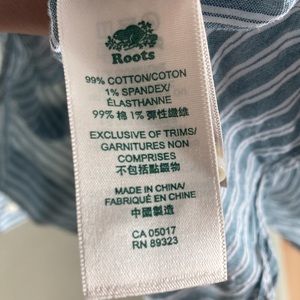 Roots
99% COTTON/COTON
1% SPANDEX/
ÉLASTHANNE
99% 棉 1% 彈性纖維
EXCLUSIVE OF TRIMS/
GARNITURES NON
COMPRISES
不包括點綴物
MADE IN CHINA/
FABRIQUÉ EN CHINE
中國製造
CA 05017
RN 89323